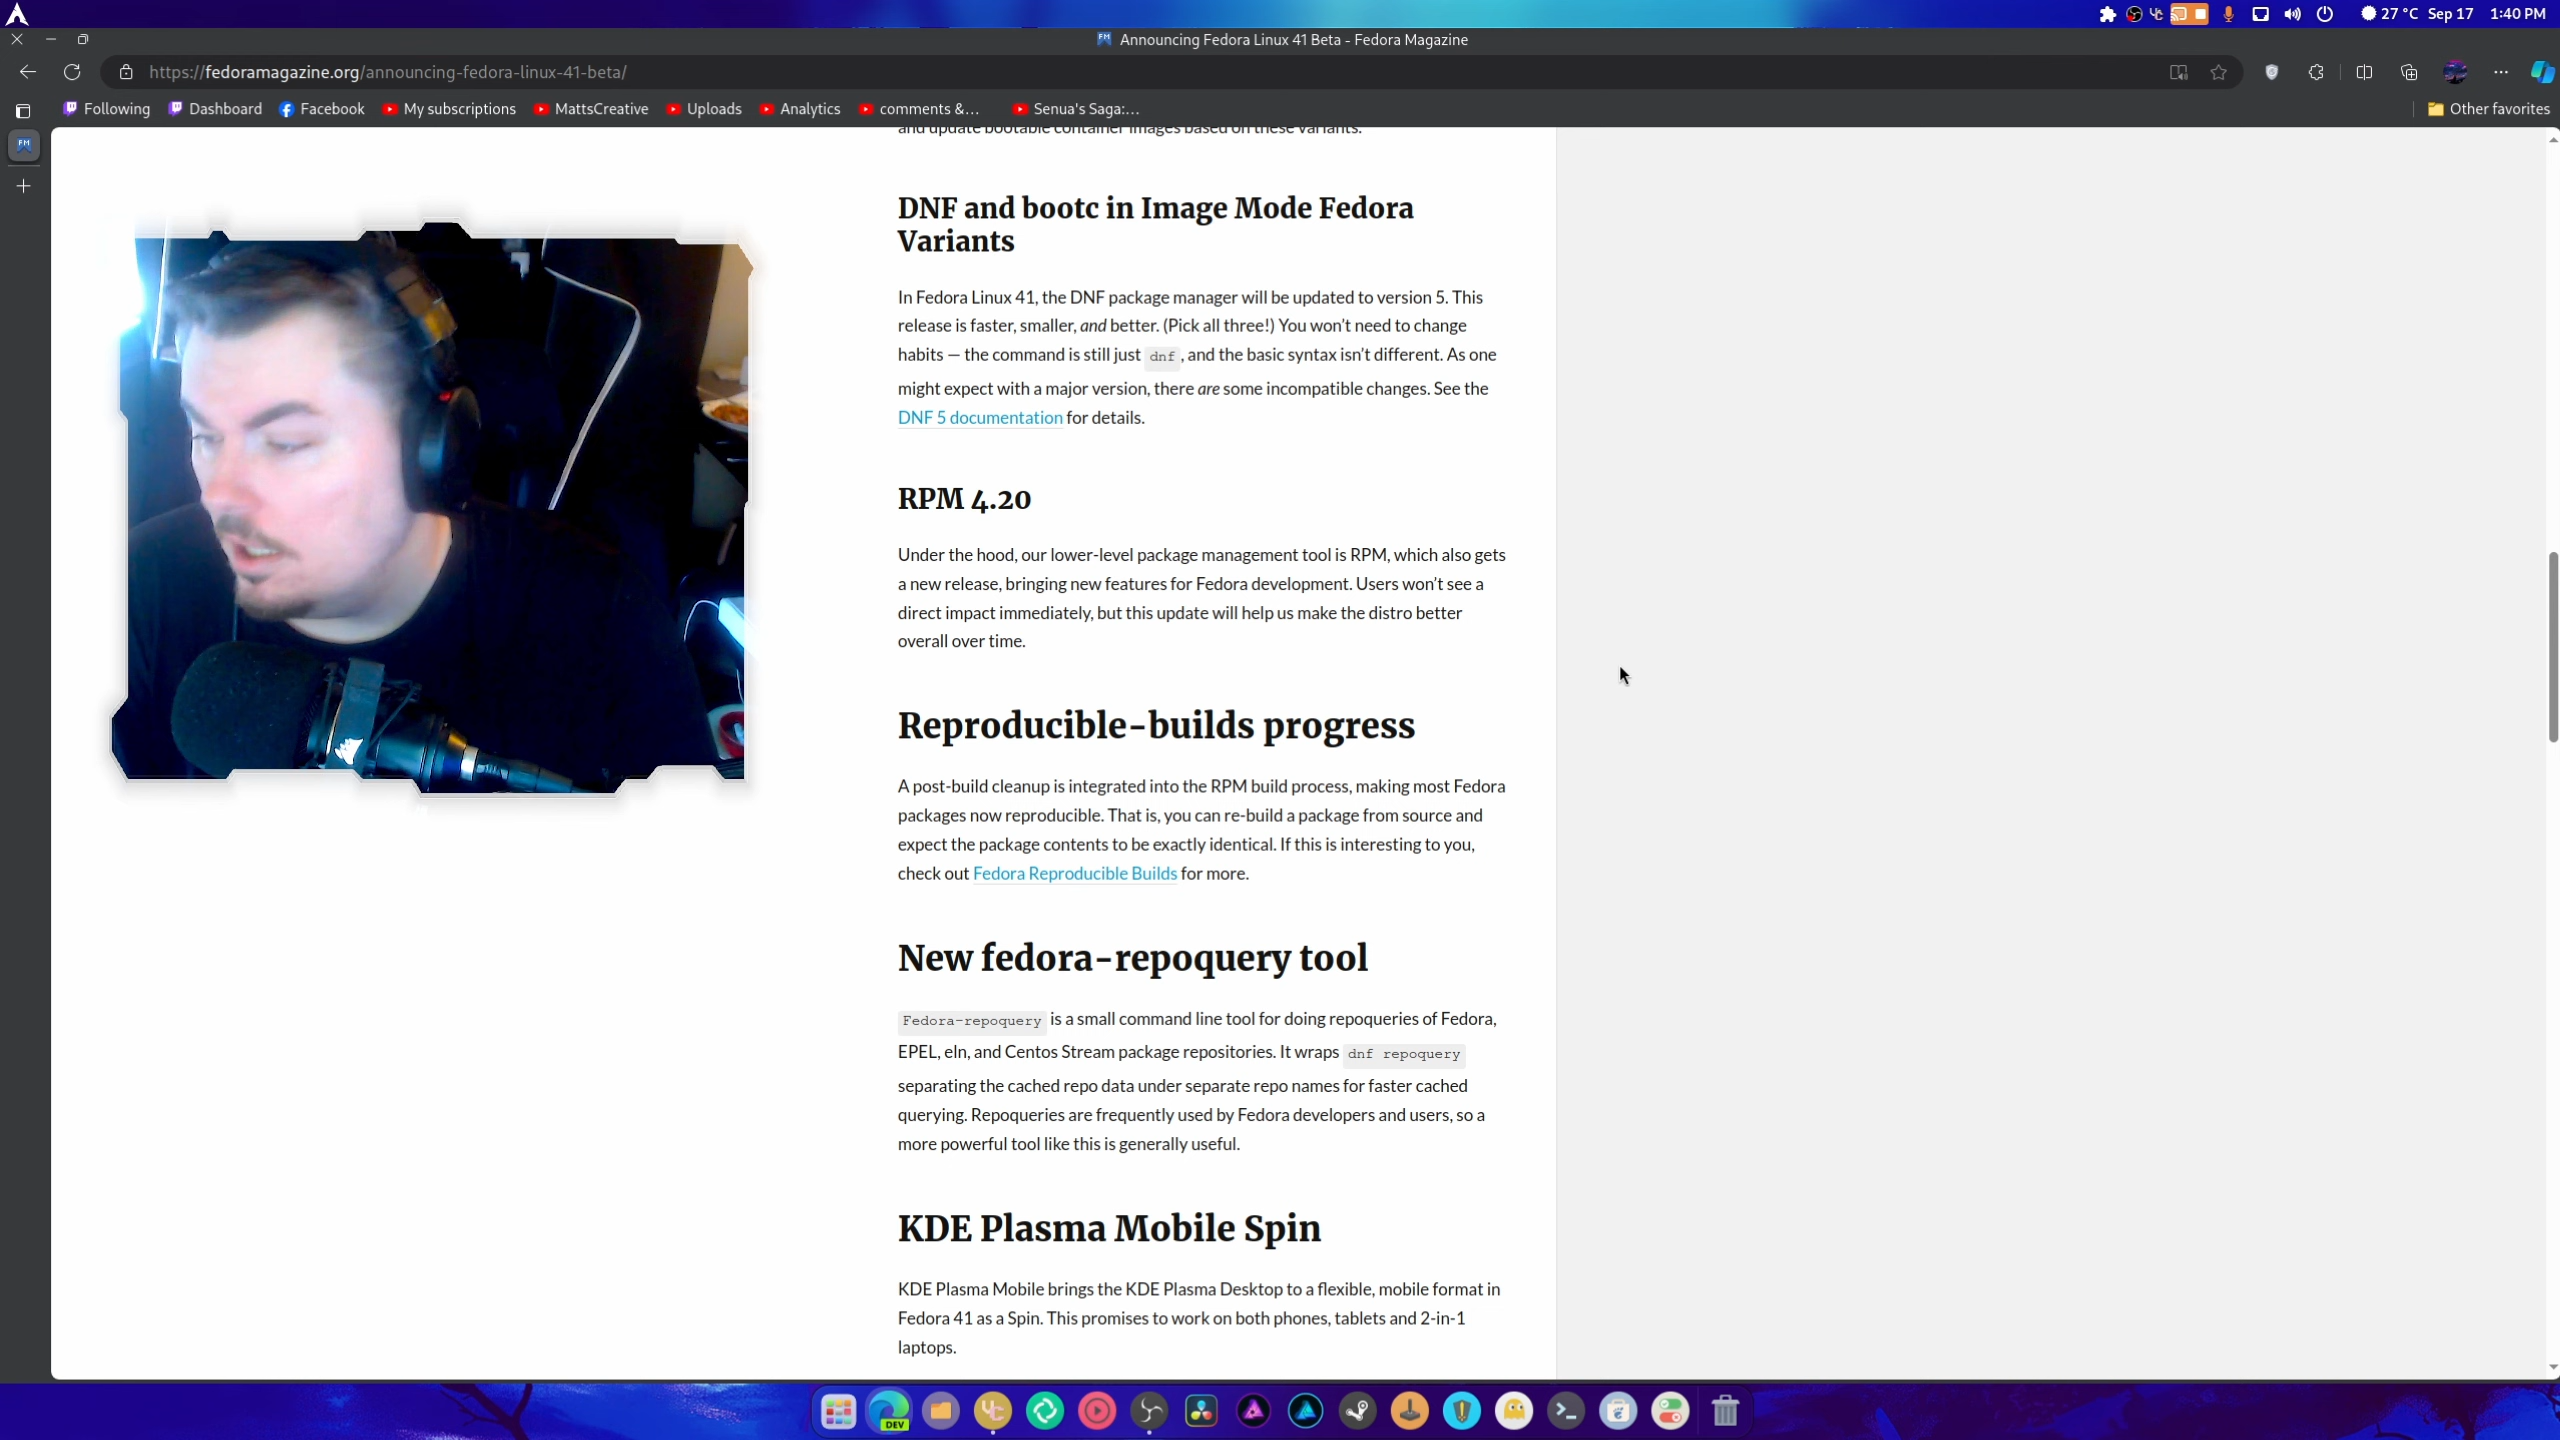 27 °C Sep 17 1:40 PM
Announcing Fedora Linux 41 Beta - Fedora Magazine
https://fedoramagazine.org/announcing-fedora-linux-41-beta/
Following Dashboard Facebook My subscriptions MattsCreative Uploads Analytics comments &... Senua's Saga:... Other favorites
and update bootable container images based on these variants.
DNF and bootc in Image Mode Fedora
Variants
In Fedora Linux 41, the DNF package manager will be updated to version 5. This
release is faster, smaller, and better. (Pick all three!) You won’t need to change
habits — the command is still just dnf, and the basic syntax isn’t different. As one
might expect with a major version, there are some incompatible changes. See the
DNF 5 documentation for details.
RPM 4.20
Under the hood, our lower-level package management tool is RPM, which also gets
a new release, bringing new features for Fedora development. Users won’t see a
direct impact immediately, but this update will help us make the distro better
overall over time.
Reproducible-builds progress
A post-build cleanup is integrated into the RPM build process, making most Fedora
packages now reproducible. That is, you can re-build a package from source and
expect the package contents to be exactly identical. If this is interesting to you,
check out Fedora Reproducible Builds for more.
New fedora-repoquery tool
Fedora-repoquery is a small command line tool for doing repoqueries of Fedora,
EPEL, eln, and Centos Stream package repositories. It wraps dnf repoquery
separating the cached repo data under separate repo names for faster cached
querying. Repoqueries are frequently used by Fedora developers and users, so a
more powerful tool like this is generally useful.
KDE Plasma Mobile Spin
KDE Plasma Mobile brings the KDE Plasma Desktop to a flexible, mobile format in
Fedora 41 as a Spin. This promises to work on both phones, tablets and 2-in-1
laptops.
DEV